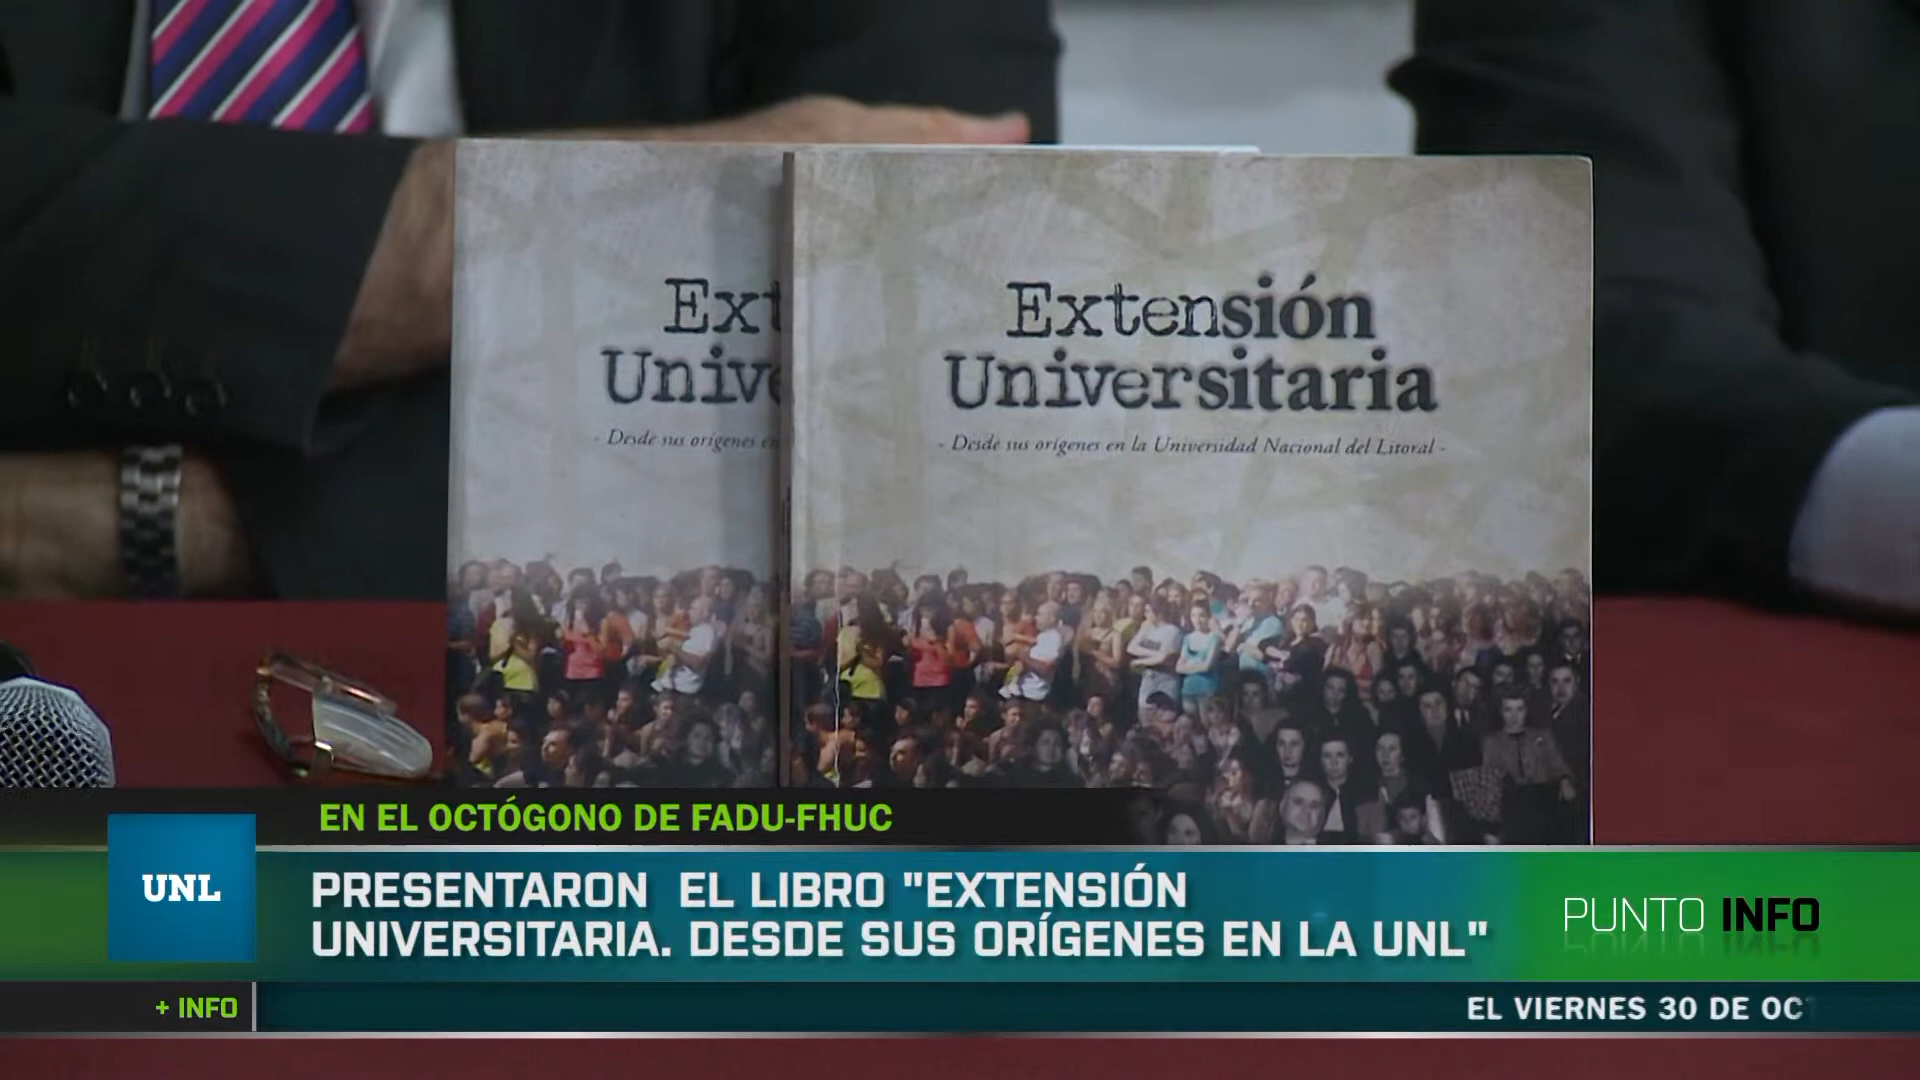 Ext
Unive
- Desde sus orígenes en
Extensión
Universitaria
- Desde sus orígenes en la Universidad Nacional del Litoral -
EN EL OCTÓGONO DE FADU-FHUC
UNL
PRESENTARON EL LIBRO "EXTENSIÓN
UNIVERSITARIA. DESDE SUS ORÍGENES EN LA UNL"
PUNTO INFO
+ INFO
EL VIERNES 30 DE OC